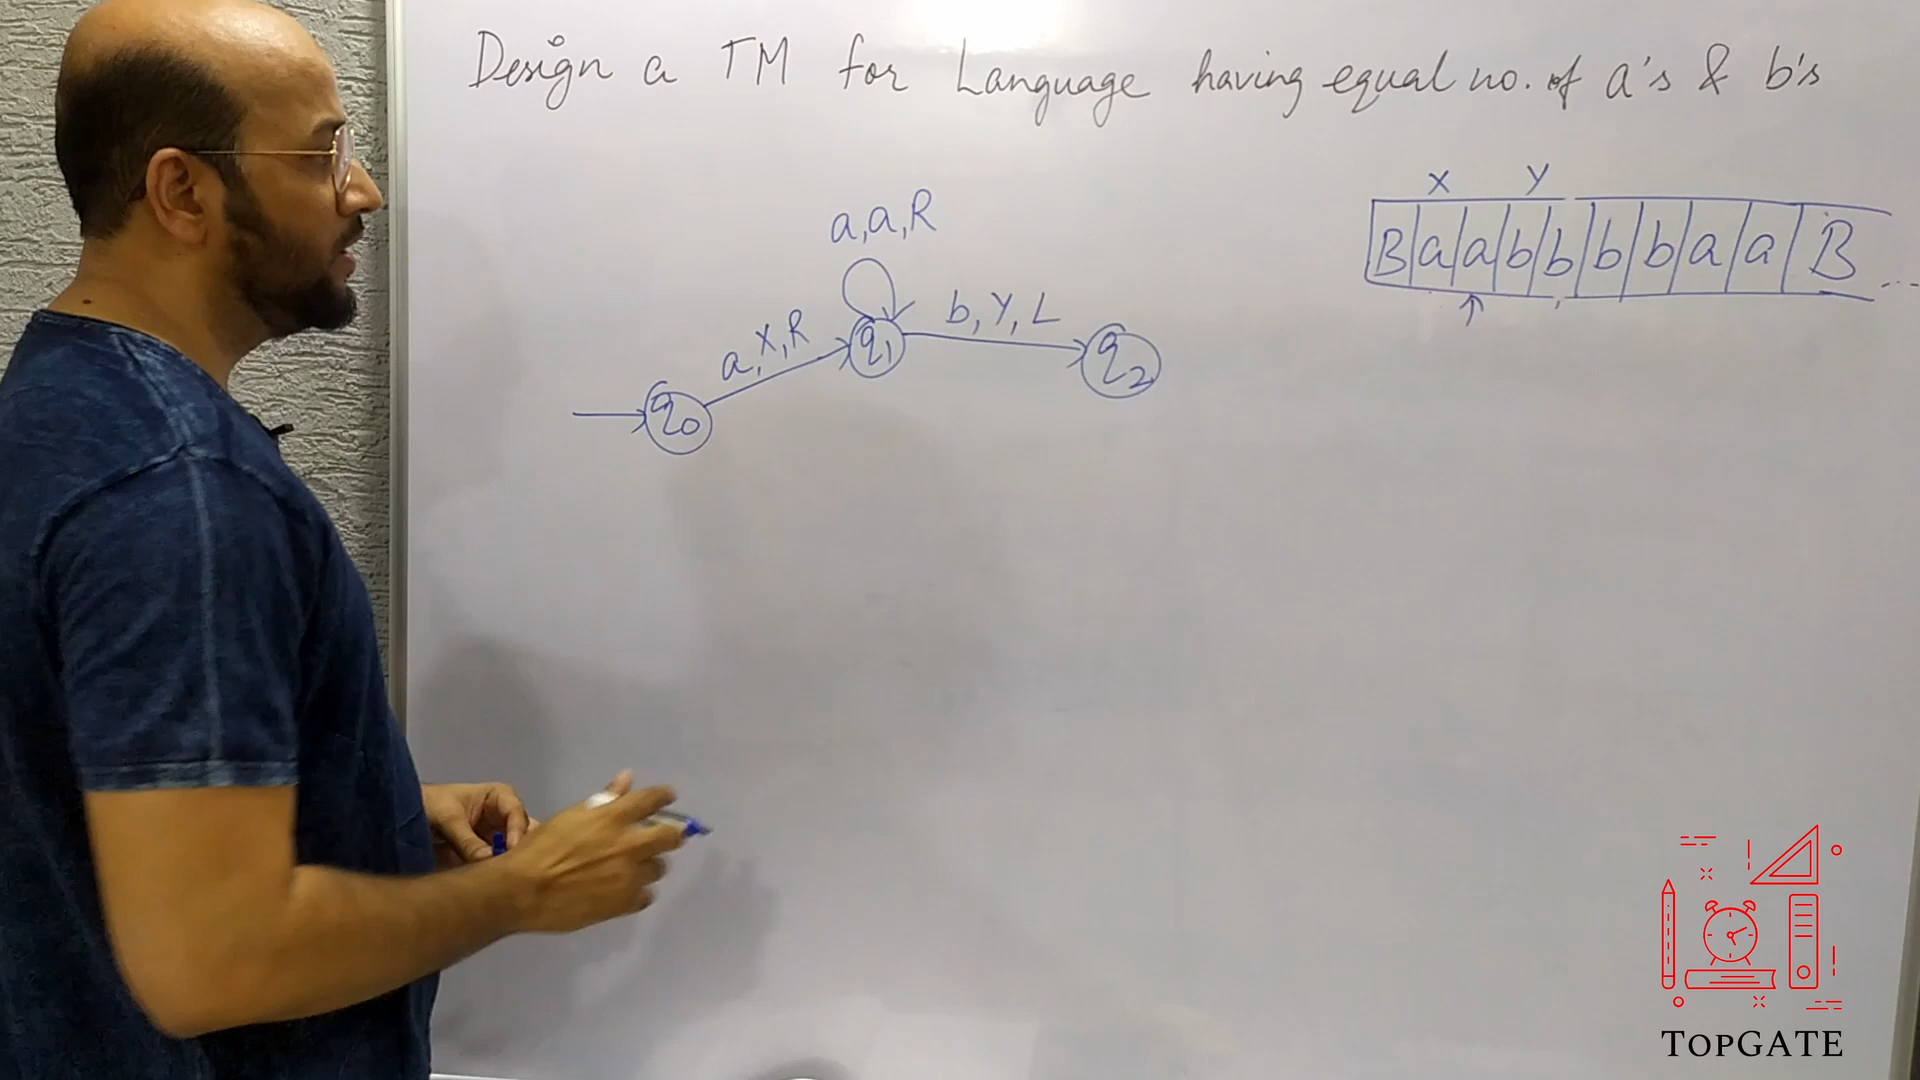 Design a TM for Language having equal no. of a's & b's
X Y
B a a b b b b a a B ....
a,a,R
a,X,R
b,Y,L
q0
q1
q2
TOPGATE